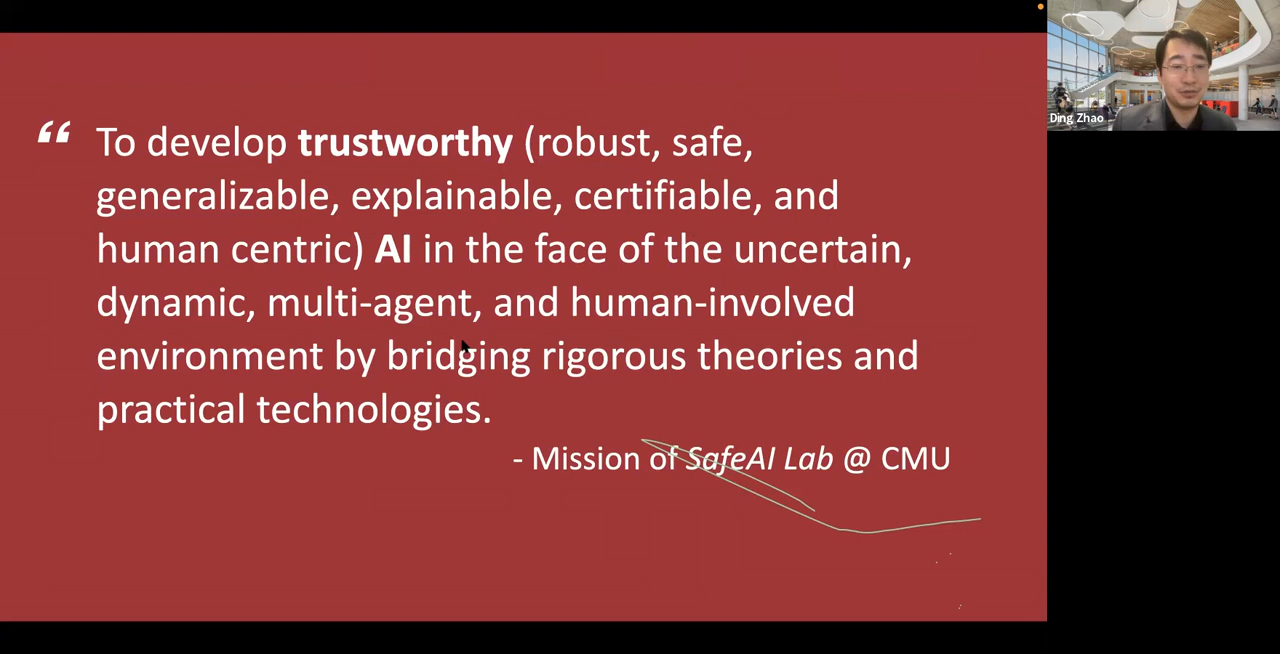 “ To develop trustworthy (robust, safe,
generalizable, explainable, certifiable, and
human centric) AI in the face of the uncertain,
dynamic, multi-agent, and human-involved
environment by bridging rigorous theories and
practical technologies.
- Mission of SafeAI Lab @ CMU
Ding Zhao